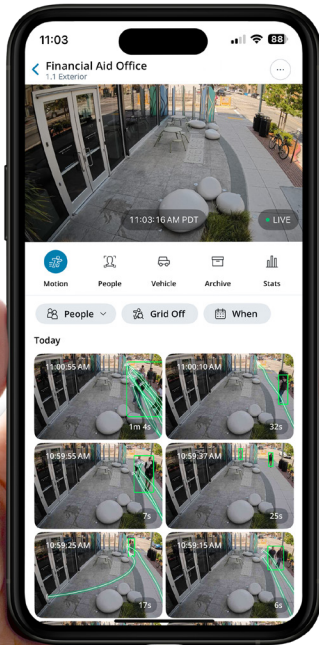 11:03
88
Financial Aid Office
1.1 Exterior
11:03:16 AM PDT
LIVE
Motion People Vehicle Archive Stats
People Grid Off When
Today
11:00:55 AM 11:00:10 AM
1m 4s 32s
10:59:55 AM 10:59:37 AM
7s 25s
10:59:25 AM 10:59:15 AM
17s 6s